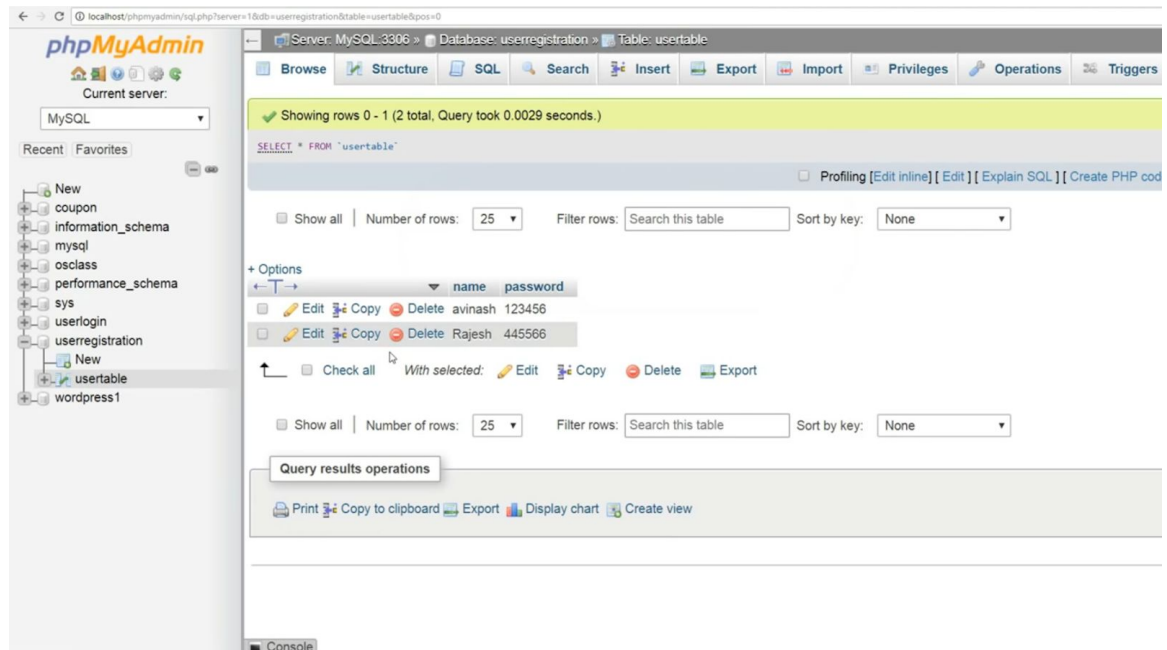 localhost/phpmyadmin/sql.php?server=1&db=userregistration&table=usertable&pos=0
phpMyAdmin
Current server:
MySQL
Recent Favorites
New
coupon
information_schema
mysql
osclass
performance_schema
sys
userlogin
userregistration
New
usertable
wordpress1
Server: MySQL:3306 » Database: userregistration » Table: usertable
Browse Structure SQL Search Insert Export Import Privileges Operations Triggers
Showing rows 0 - 1 (2 total, Query took 0.0029 seconds.)
SELECT * FROM `usertable`
Profiling [Edit inline] [ Edit ] [ Explain SQL ] [ Create PHP cod
Show all Number of rows: 25 Filter rows: Search this table Sort by key: None
+ Options
←T→ name password
Edit Copy Delete avinash 123456
Edit Copy Delete Rajesh 445566
Check all With selected: Edit Copy Delete Export
Show all Number of rows: 25 Filter rows: Search this table Sort by key: None
Query results operations
Print Copy to clipboard Export Display chart Create view
Console